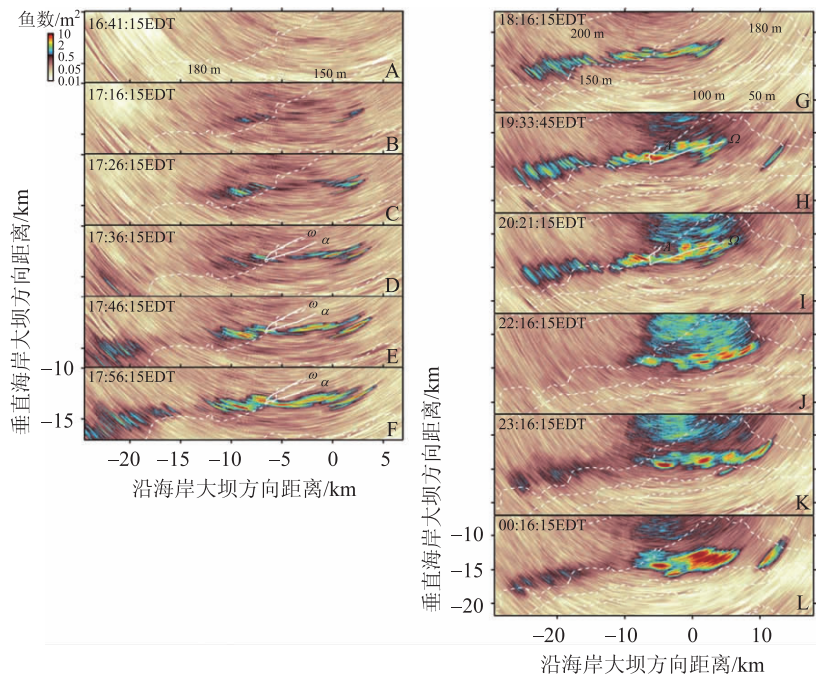 鱼数/m²
10
2
0.5
0.05
0.01
16:41:15EDT
180 m
150 m
A
17:16:15EDT
B
17:26:15EDT
C
17:36:15EDT
ω
α
D
17:46:15EDT
ω
α
E
17:56:15EDT
ω
α
F
−10
−15
−20
−15
−10
−5
0
5
沿海岸大坝方向距离/km
垂直海岸大坝方向距离/km
18:16:15EDT
200 m
180 m
150 m
100 m
50 m
G
19:33:45EDT
A
Ω
H
20:21:15EDT
A
Ω
I
22:16:15EDT
J
23:16:15EDT
K
00:16:15EDT
L
−10
−15
−20
−20
−10
0
10
沿海岸大坝方向距离/km
垂直海岸大坝方向距离/km